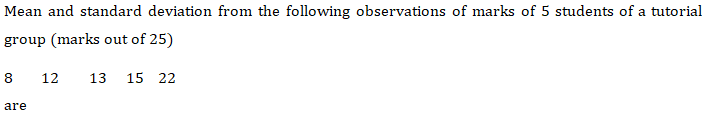 Mean and standard deviation from the following observations of marks of 5 students of a tutorial
group (marks out of 25)
8 12 13 15 22
are